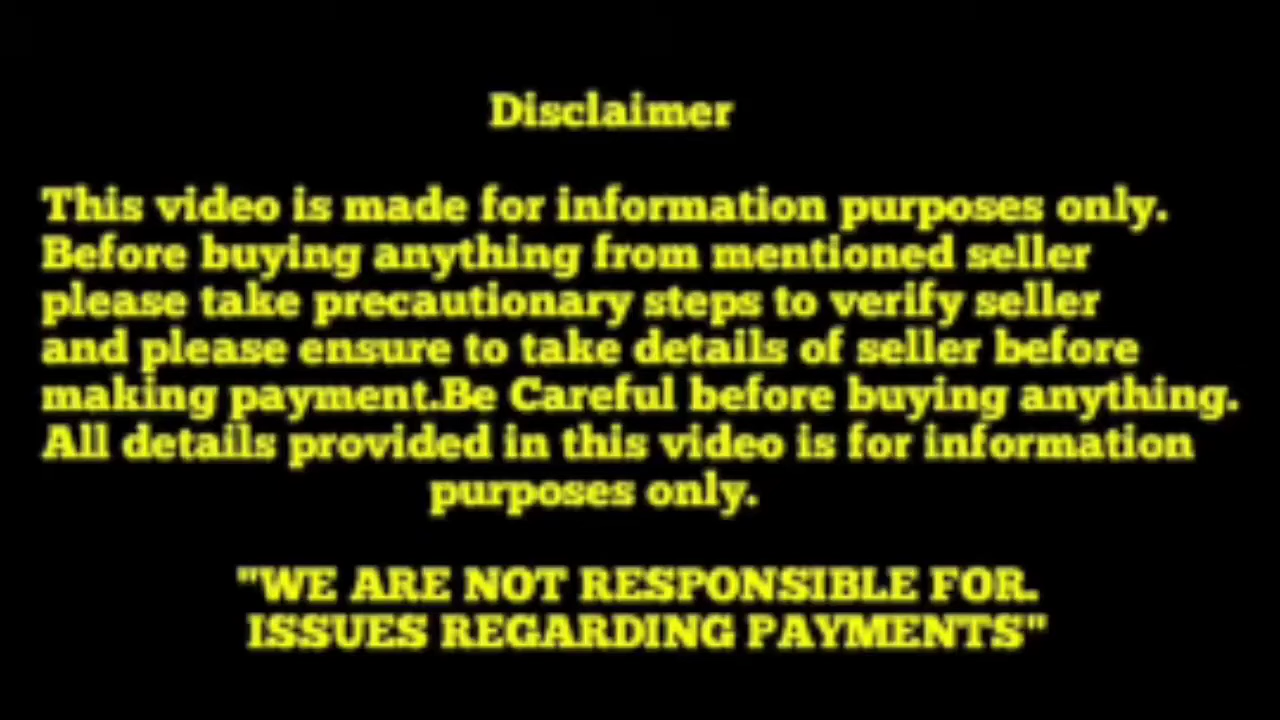 Disclaimer
This video is made for information purposes only.
Before buying anything from mentioned seller
please take precautionary steps to verify seller
and please ensure to take details of seller before
making payment.Be Careful before buying anything.
All details provided in this video is for information
purposes only.
"WE ARE NOT RESPONSIBLE FOR.
ISSUES REGARDING PAYMENTS"